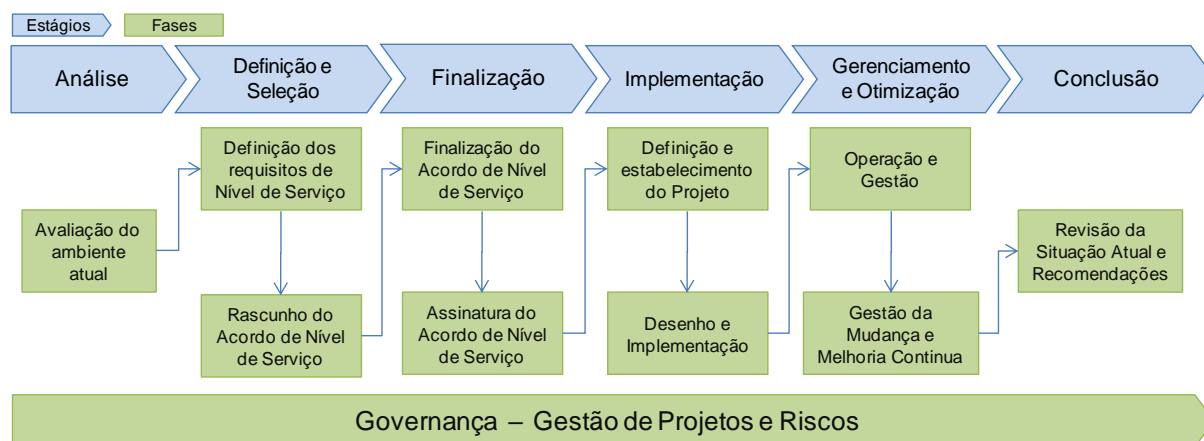 Estágios
Fases
Análise
Definição e
Seleção
Finalização
Implementação
Gerenciamento
e Otimização
Conclusão
Avaliação do
ambiente
atual
Definição dos
requisitos de
Nível de Serviço
Rascunho do
Acordo de Nível
de Serviço
Finalização do
Acordo de Nível
de Serviço
Assinatura do
Acordo de Nível
de Serviço
Definição e
estabelecimento
do Projeto
Desenho e
Implementação
Operação e
Gestão
Gestão da
Mudança e
Melhoria Continua
Revisão da
Situação Atual e
Recomendações
Governança – Gestão de Projetos e Riscos